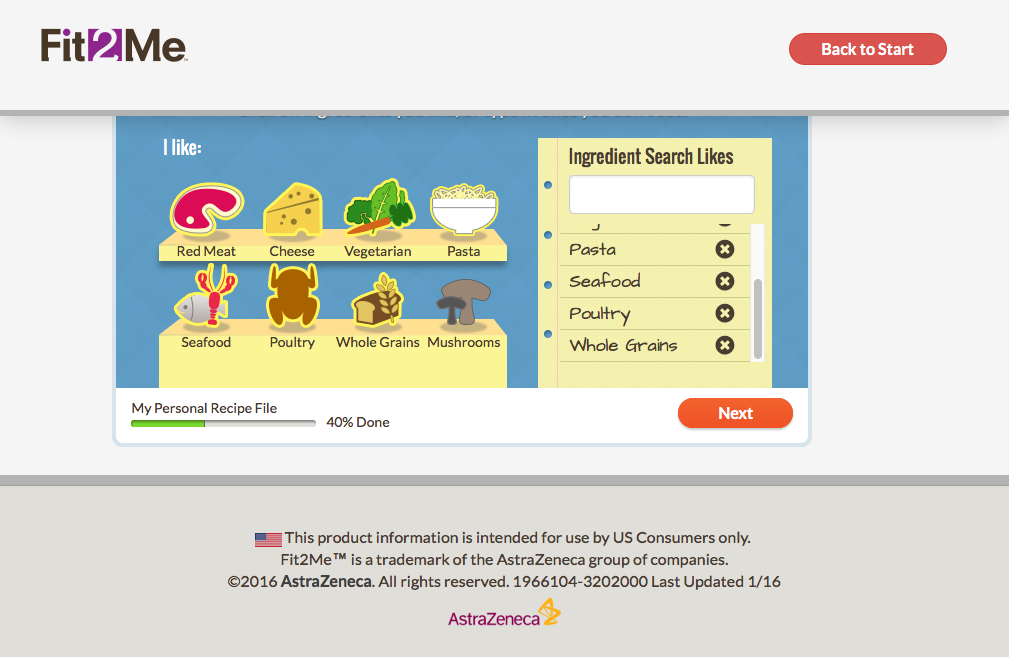 Fit2Me
Back to Start
I like:
Red Meat
Cheese
Vegetarian
Pasta
Seafood
Poultry
Whole Grains
Mushrooms
Ingredient Search Likes
Pasta
Seafood
Poultry
Whole Grains
My Personal Recipe File
40% Done
Next
This product information is intended for use by US Consumers only.
Fit2Me™ is a trademark of the AstraZeneca group of companies.
©2016 AstraZeneca. All rights reserved. 1966104-3202000 Last Updated 1/16
AstraZeneca